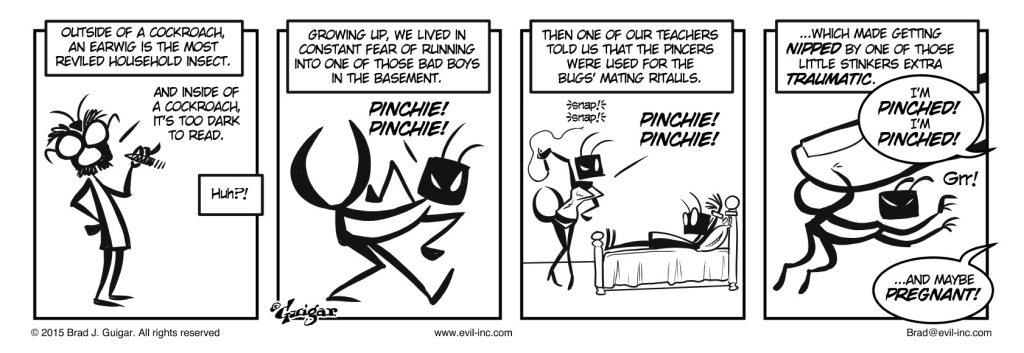 OUTSIDE OF A COCKROACH,
AN EARWIG IS THE MOST
REVILED HOUSEHOLD INSECT.
AND INSIDE OF
A COCKROACH,
IT'S TOO DARK
TO READ.
Huh?!
GROWING UP, WE LIVED IN
CONSTANT FEAR OF RUNNING
INTO ONE OF THOSE BAD BOYS
IN THE BASEMENT.
PINCHIE!
PINCHIE!
© Guigar
THEN ONE OF OUR TEACHERS
TOLD US THAT THE PINCERS
WERE USED FOR THE
BUGS' MATING RITAULS.
snap!
snap!
PINCHIE!
PINCHIE!
...WHICH MADE GETTING
NIPPED BY ONE OF THOSE
LITTLE STINKERS EXTRA
TRAUMATIC.
I'M
PINCHED!
I'M
PINCHED!
Grr!
...AND MAYBE
PREGNANT!
© 2015 Brad J. Guigar. All rights reserved
www.evil-inc.com
Brad@evil-inc.com